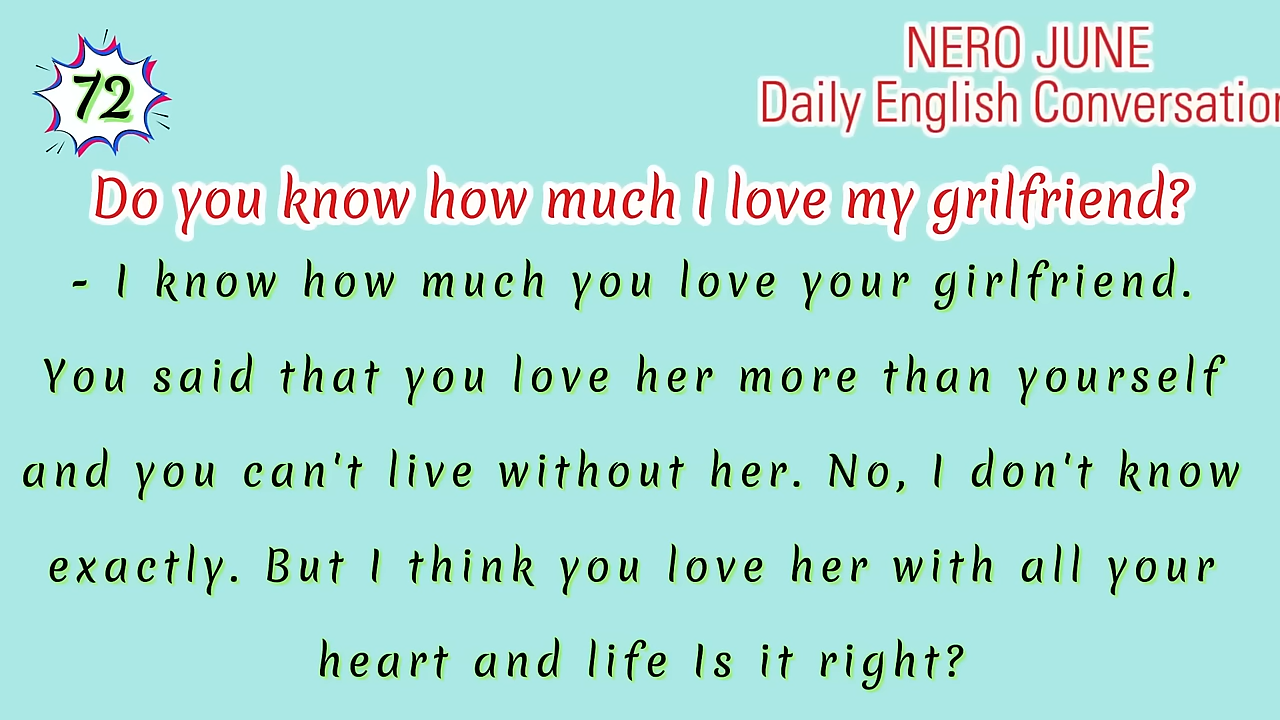 72
NERO JUNE
Daily English Conversation
Do you know how much I love my grilfriend?
- I know how much you love your girlfriend.
You said that you love her more than yourself
and you can't live without her. No, I don't know
exactly. But I think you love her with all your
heart and life Is it right?